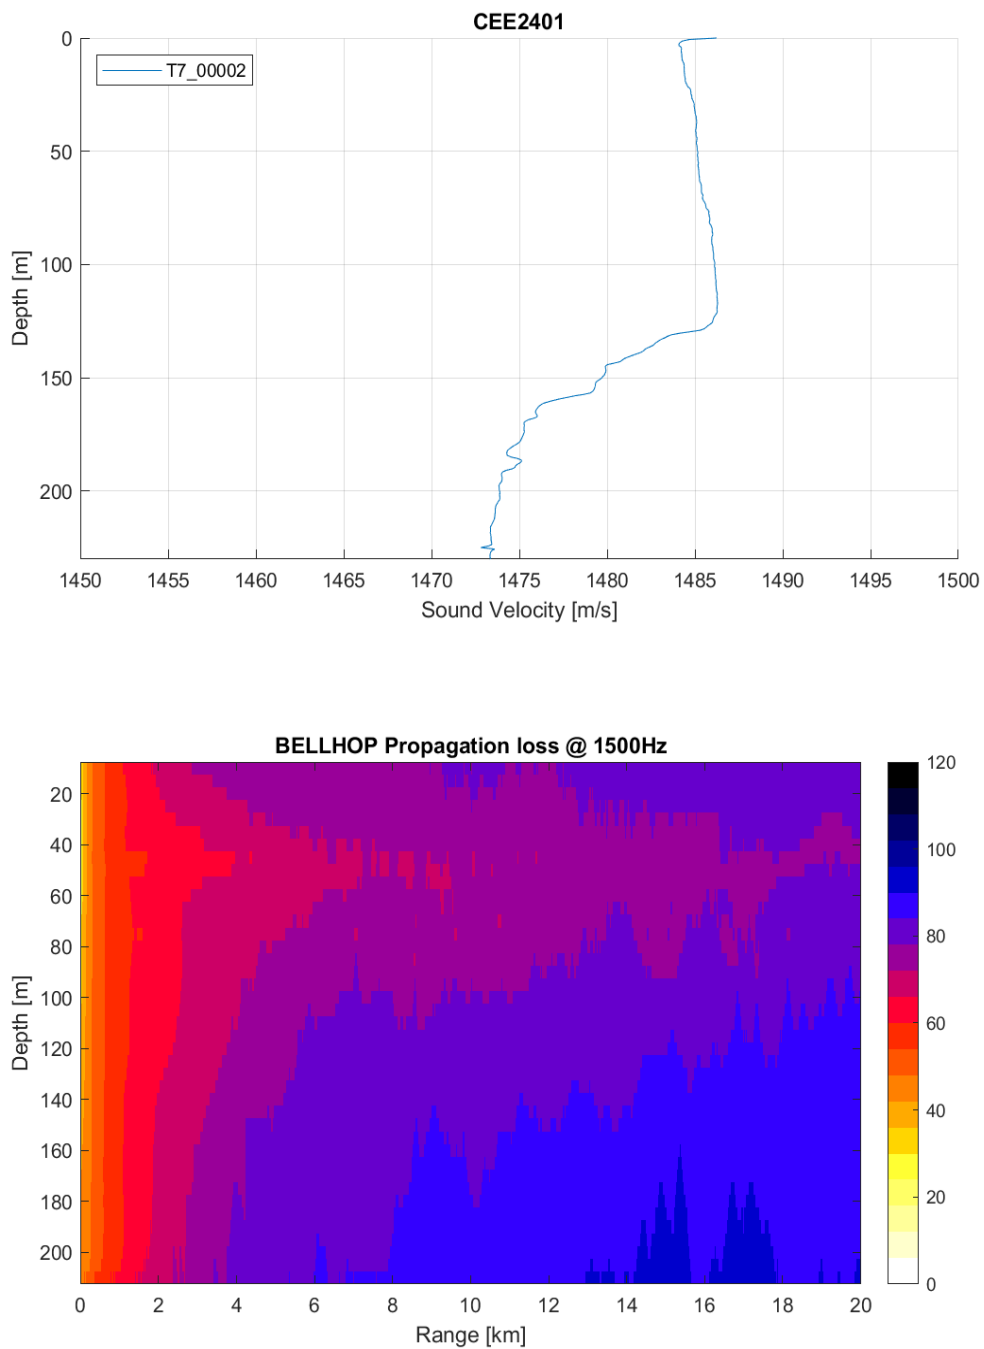 CEE2401
T7_00002
0
50
100
150
200
Depth [m]
1450 1455 1460 1465 1470 1475 1480 1485 1490 1495 1500
Sound Velocity [m/s]
BELLHOP Propagation loss @ 1500Hz
20
40
60
80
100
120
140
160
180
200
Depth [m]
0 2 4 6 8 10 12 14 16 18 20
Range [km]
120
100
80
60
40
20
0